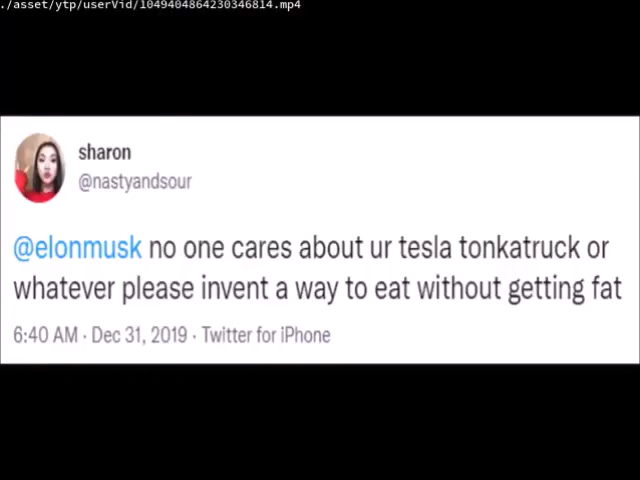 ./asset/ytp/userVid/1049404864230346814.mp4
sharon
@nastyandsour
@elonmusk no one cares about ur tesla tonkatruck or
whatever please invent a way to eat without getting fat
6:40 AM · Dec 31, 2019 · Twitter for iPhone